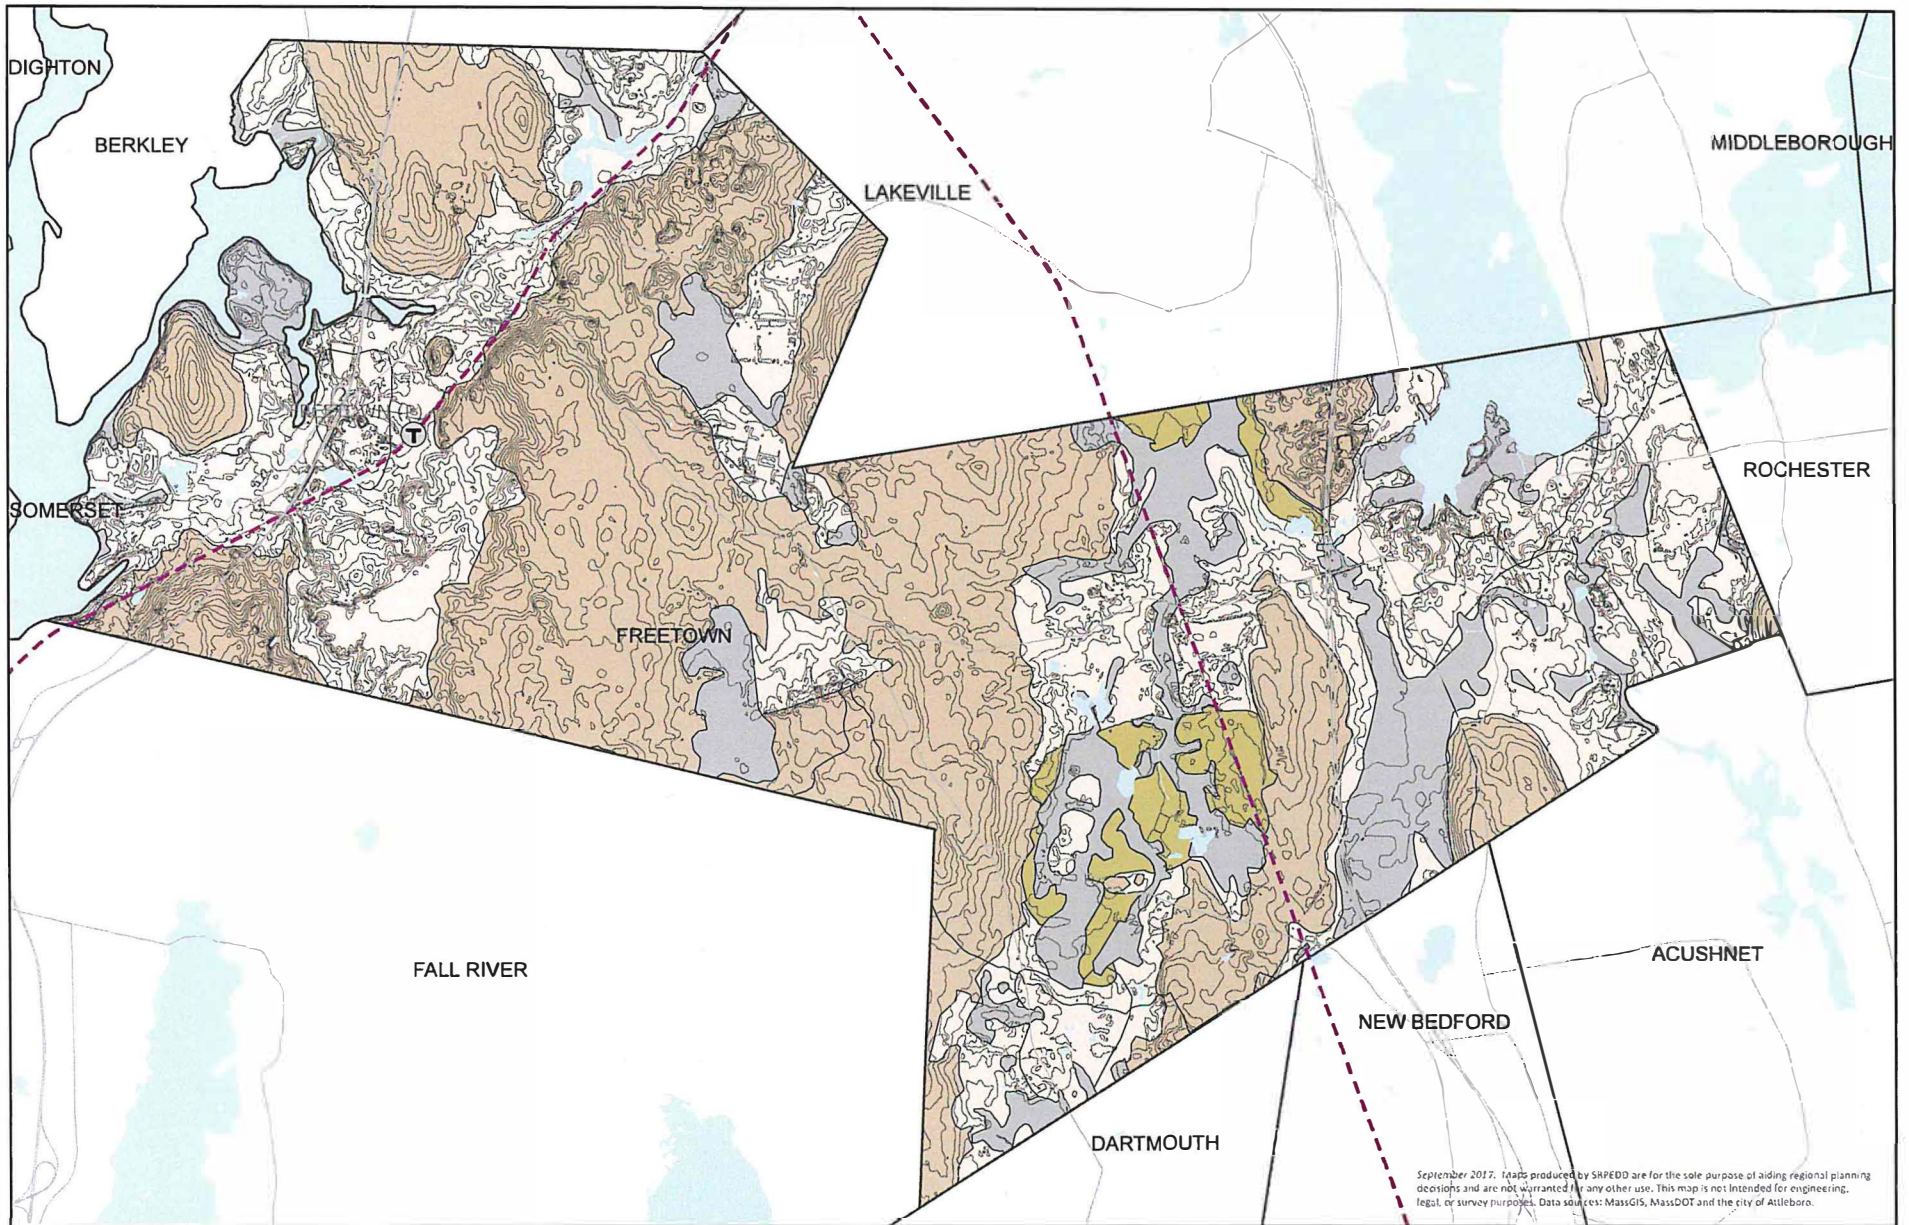 DIGHTON
BERKLEY
MIDDLEBOROUGH
LAKEVILLE
T
ROCHESTER
SOMERSET
FREETOWN
FALL RIVER
ACUSHNET
NEW BEDFORD
DARTMOUTH
September 2017. Maps produced by SRPEDD are for the sole purpose of aiding regional planning
decisions and are not warranted for any other use. This map is not intended for engineering,
legal, or survey purposes. Data sources: MassGIS, MassDOT and the city of Attleboro.